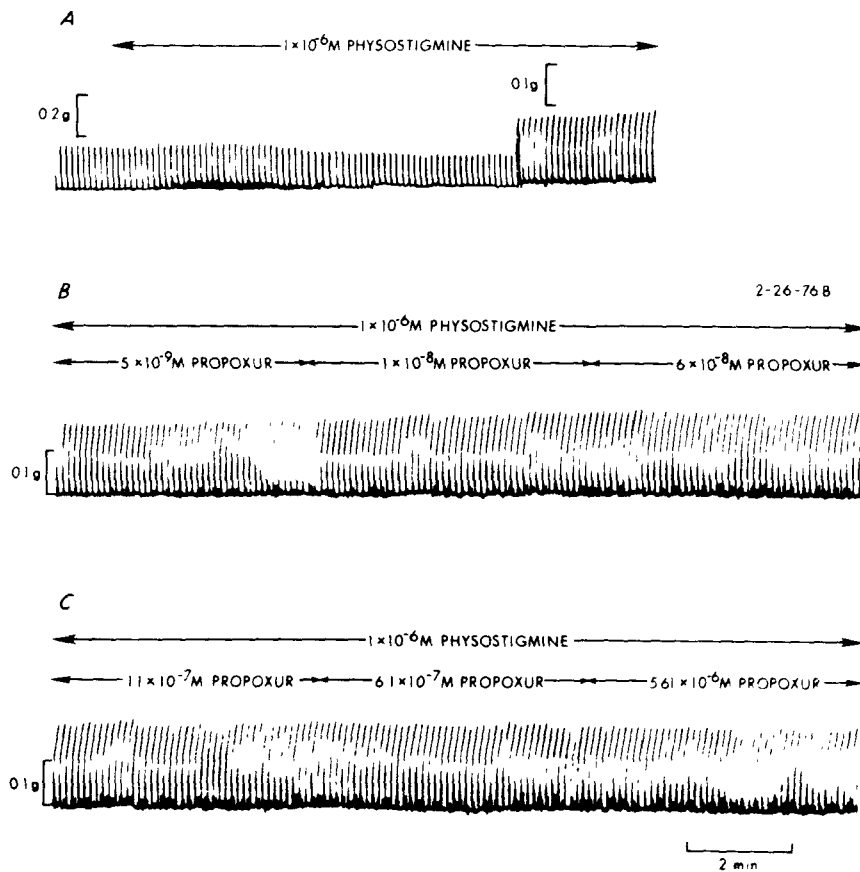 A
1×10⁻⁶M PHYSOSTIGMINE
0 1g
0 2g
B
2-26-76B
1×10⁻⁶M PHYSOSTIGMINE
5×10⁻⁹M PROPOXUR 1×10⁻⁸M PROPOXUR 6×10⁻⁸M PROPOXUR
0 1g
C
1×10⁻⁶M PHYSOSTIGMINE
1 1×10⁻⁷M PROPOXUR 6 1×10⁻⁷M PROPOXUR 5 61×10⁻⁶M PROPOXUR
0 1g
2 min